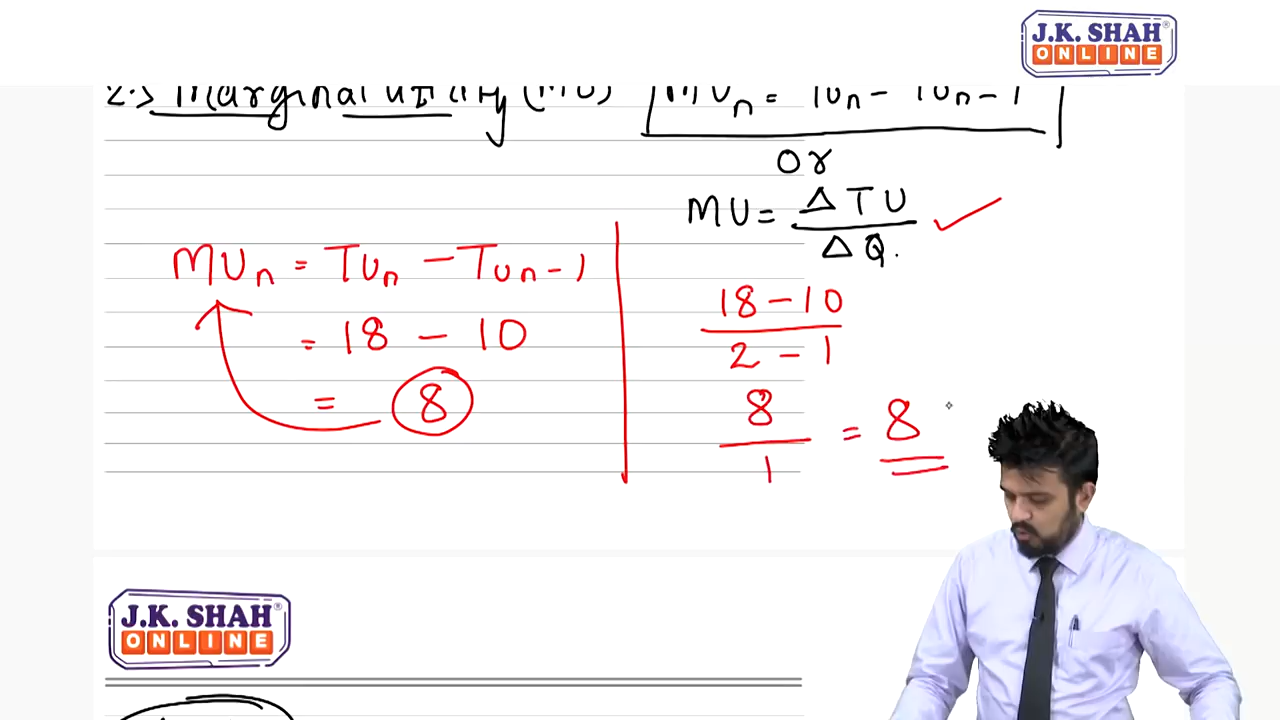 J.K. SHAH®
ONLINE
2.> Marginal utility (MU) MUn = TUn - TUn-1
Or
MU = ΔTU / ΔQ.
MUn = TUn - TUn-1
= 18 - 10
= 8
18 - 10
2 - 1
8
1
= 8
J.K. SHAH®
ONLINE